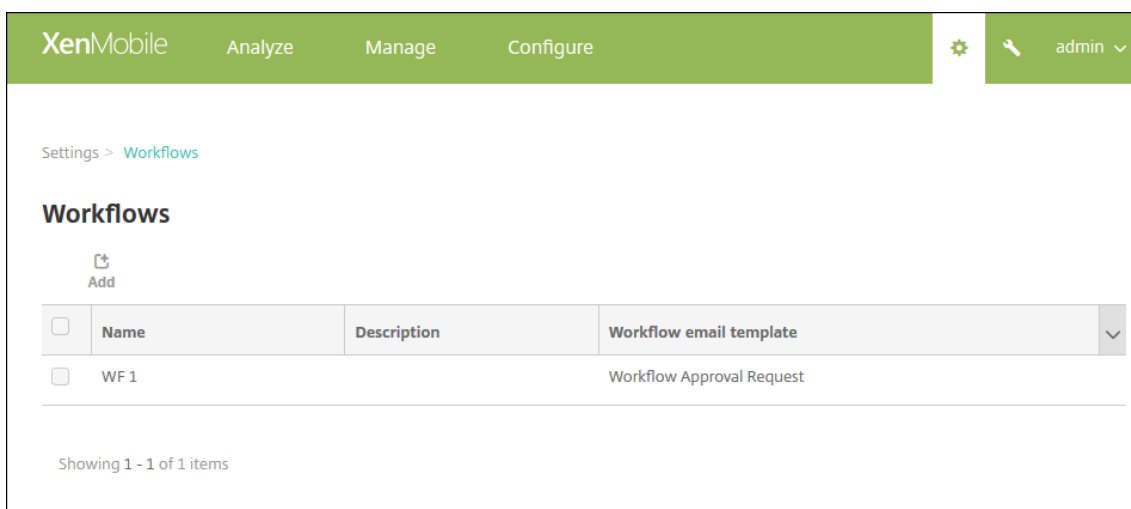 XenMobile Analyze Manage Configure admin
Settings > Workflows
Workflows
Add
Name Description Workflow email template
WF 1 Workflow Approval Request
Showing 1 - 1 of 1 items